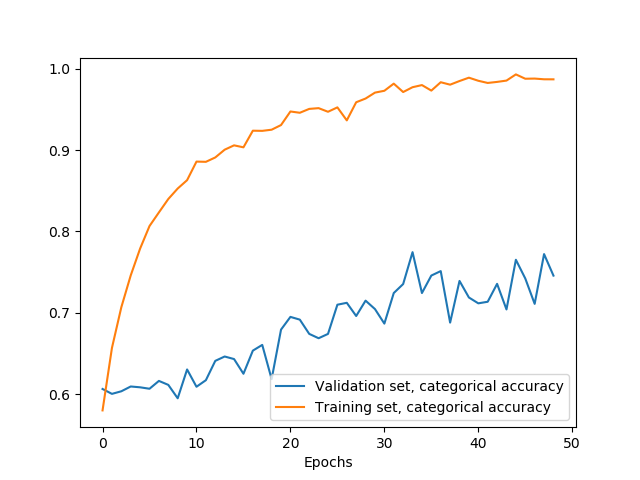 1.0
0.9
0.8
0.7
0.6
Validation set, categorical accuracy
Training set, categorical accuracy
0 10 20 30 40 50
Epochs